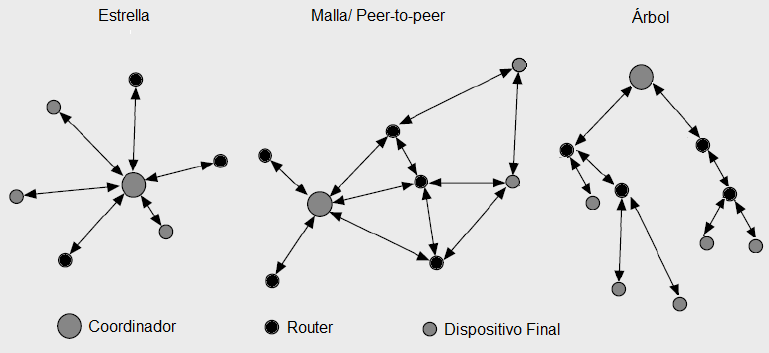 Estrella
Malla/ Peer-to-peer
Árbol
Coordinador
Router
Dispositivo Final